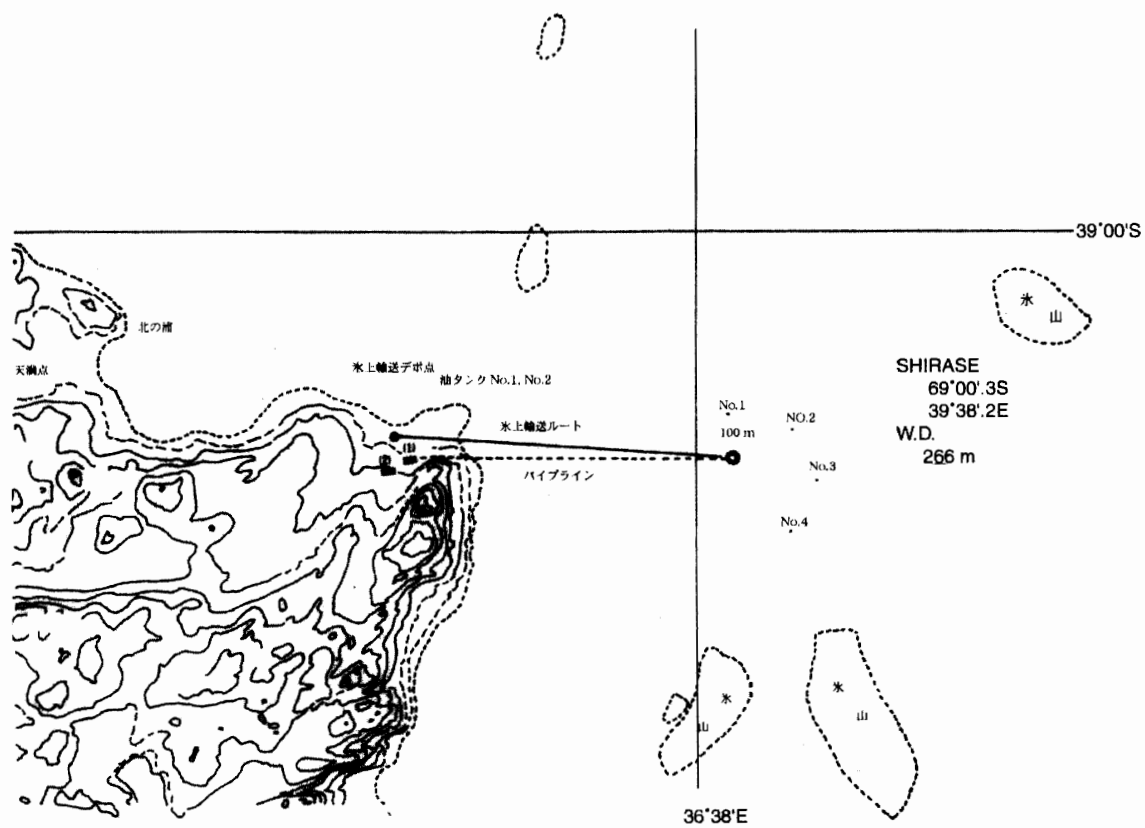 39°00'S
氷
山
北の浦
天測点
氷上輸送デポ点
油タンク No.1, No.2
SHIRASE
69°00'.3S
39°38'.2E
W.D.
266 m
No.1
NO.2
100 m
氷上輸送ルート
パイプライン
No.3
No.4
氷
山
氷
山
36°38'E